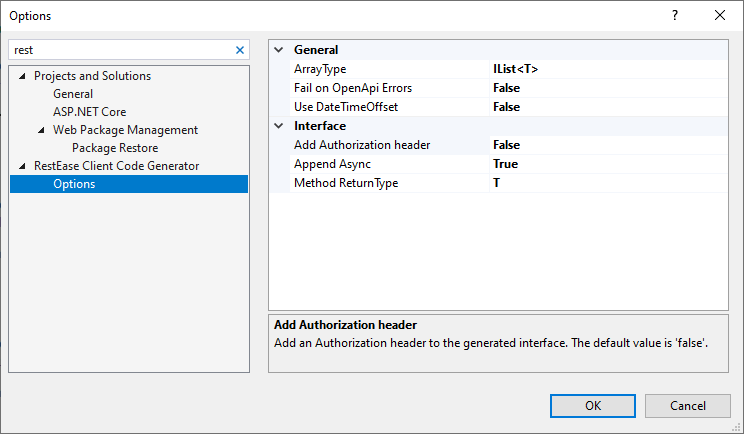 Options
rest
Projects and Solutions
General
ASP.NET Core
Web Package Management
Package Restore
RestEase Client Code Generator
Options
General
ArrayType IList<T>
Fail on OpenApi Errors False
Use DateTimeOffset False
Interface
Add Authorization header False
Append Async True
Method ReturnType T
Add Authorization header
Add an Authorization header to the generated interface. The default value is 'false'.
OK Cancel